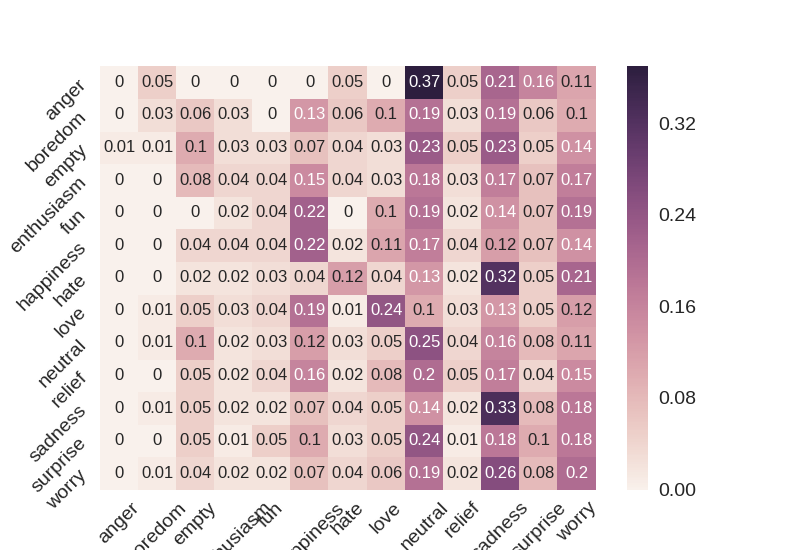 anger 0 0.05 0 0 0 0 0.05 0 0.37 0.05 0.21 0.16 0.11
boredom 0 0.03 0.06 0.03 0 0.13 0.06 0.1 0.19 0.03 0.19 0.06 0.1
empty 0.01 0.01 0.1 0.03 0.03 0.07 0.04 0.03 0.23 0.05 0.23 0.05 0.14
enthusiasm 0 0 0.08 0.04 0.04 0.15 0.04 0.03 0.18 0.03 0.17 0.07 0.17
fun 0 0 0 0.02 0.04 0.22 0 0.1 0.19 0.02 0.14 0.07 0.19
happiness 0 0 0.04 0.04 0.04 0.22 0.02 0.11 0.17 0.04 0.12 0.07 0.14
hate 0 0 0.02 0.02 0.03 0.04 0.12 0.04 0.13 0.02 0.32 0.05 0.21
love 0 0.01 0.05 0.03 0.04 0.19 0.01 0.24 0.1 0.03 0.13 0.05 0.12
neutral 0 0.01 0.1 0.02 0.03 0.12 0.03 0.05 0.25 0.04 0.16 0.08 0.11
relief 0 0 0.05 0.02 0.04 0.16 0.02 0.08 0.2 0.05 0.17 0.04 0.15
sadness 0 0.01 0.05 0.02 0.02 0.07 0.04 0.05 0.14 0.02 0.33 0.08 0.18
surprise 0 0 0.05 0.01 0.05 0.1 0.03 0.05 0.24 0.01 0.18 0.1 0.18
worry 0 0.01 0.04 0.02 0.02 0.07 0.04 0.06 0.19 0.02 0.26 0.08 0.2
anger oredom empty husiasm fun ppiness hate love neutral relief sadness surprise worry
0.32
0.24
0.16
0.08
0.00